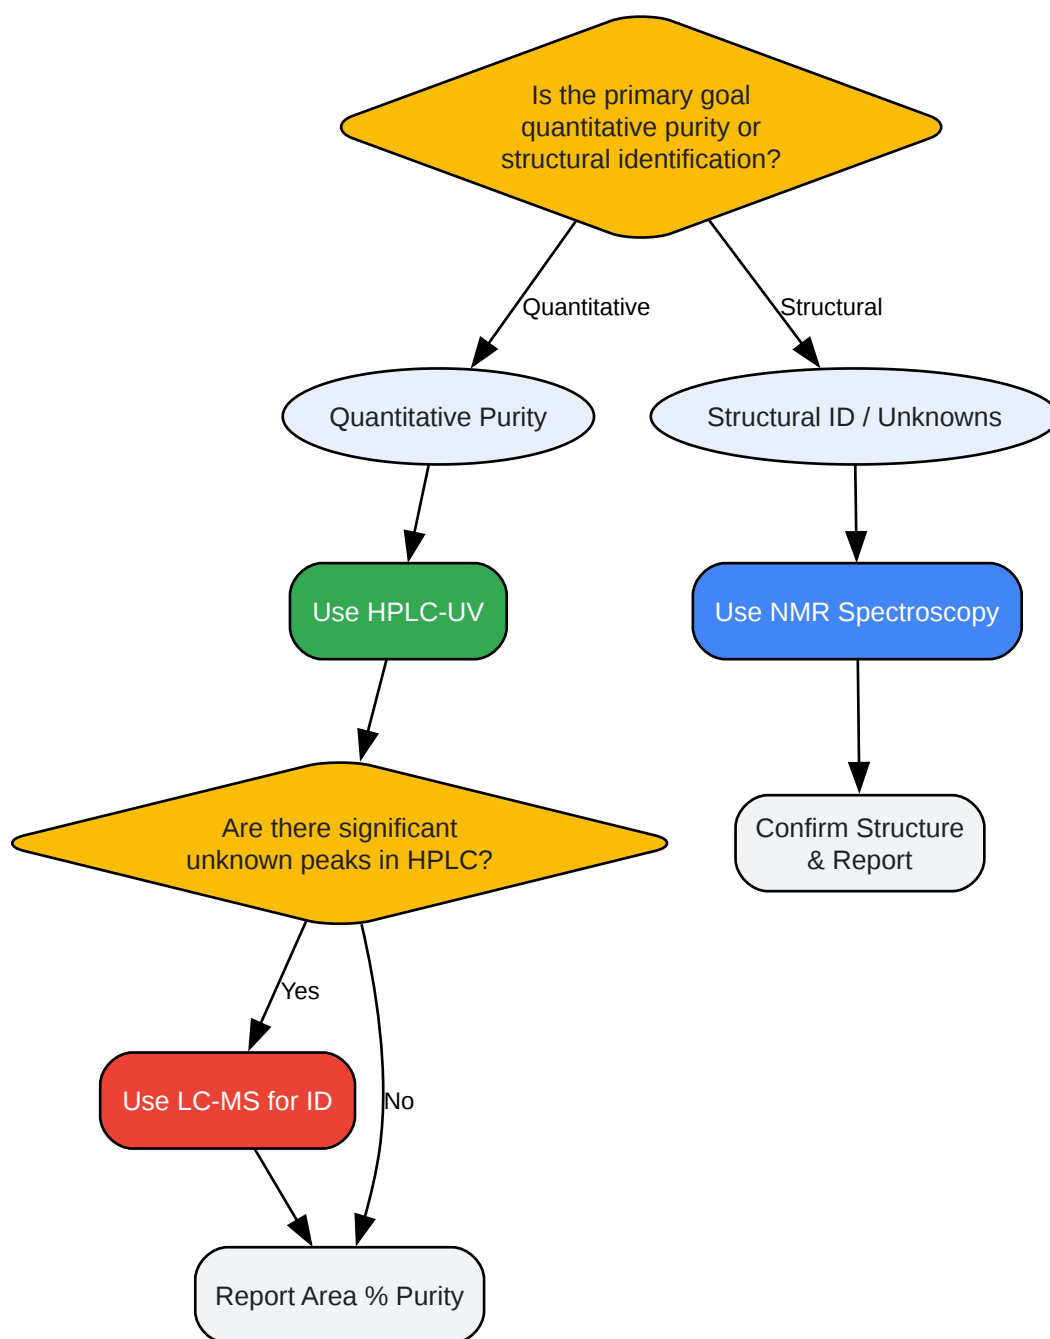 Is the primary goal
quantitative purity or
structural identification?
Quantitative
Structural
Quantitative Purity
Structural ID / Unknowns
Use HPLC-UV
Use NMR Spectroscopy
Are there significant
unknown peaks in HPLC?
Confirm Structure
& Report
Yes
No
Use LC-MS for ID
Report Area % Purity